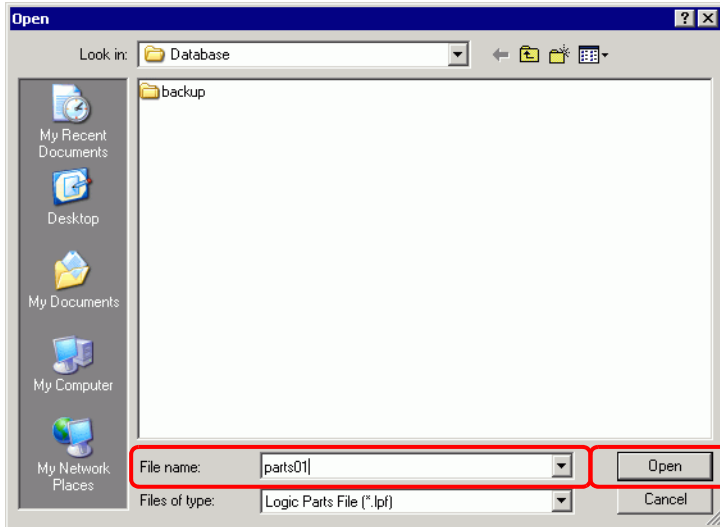 Open
Look in: Database
backup
My Recent
Documents
Desktop
My Documents
My Computer
My Network
Places
File name: parts01 Open
Files of type: Logic Parts File (*.lpf) Cancel